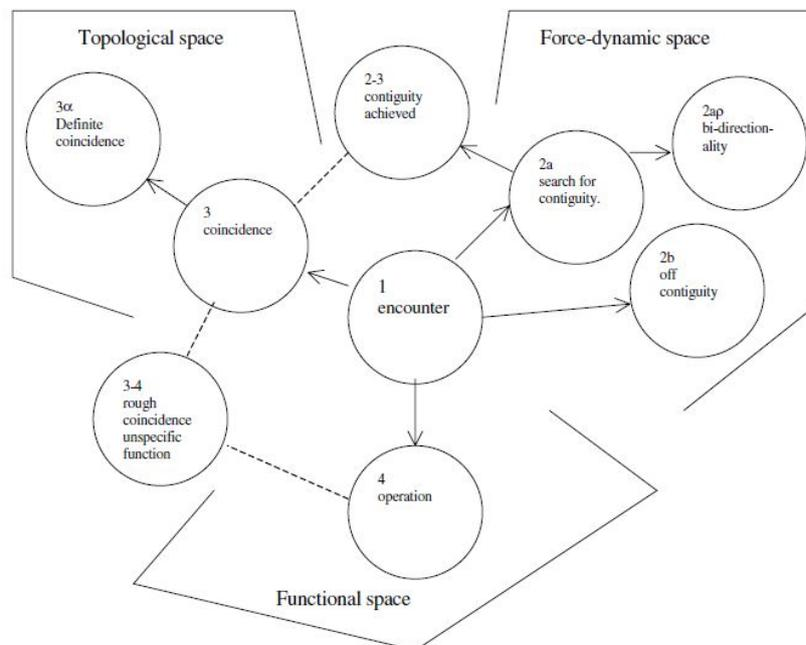 Topological space
Force-dynamic space
2-3
contiguity
achieved
3α
Definite
coincidence
2aρ
bi-direction-
ality
2a
search for
contiguity.
3
coincidence
2b
off
contiguity
1
encounter
3-4
rough
coincidence
unspecific
function
4
operation
Functional space